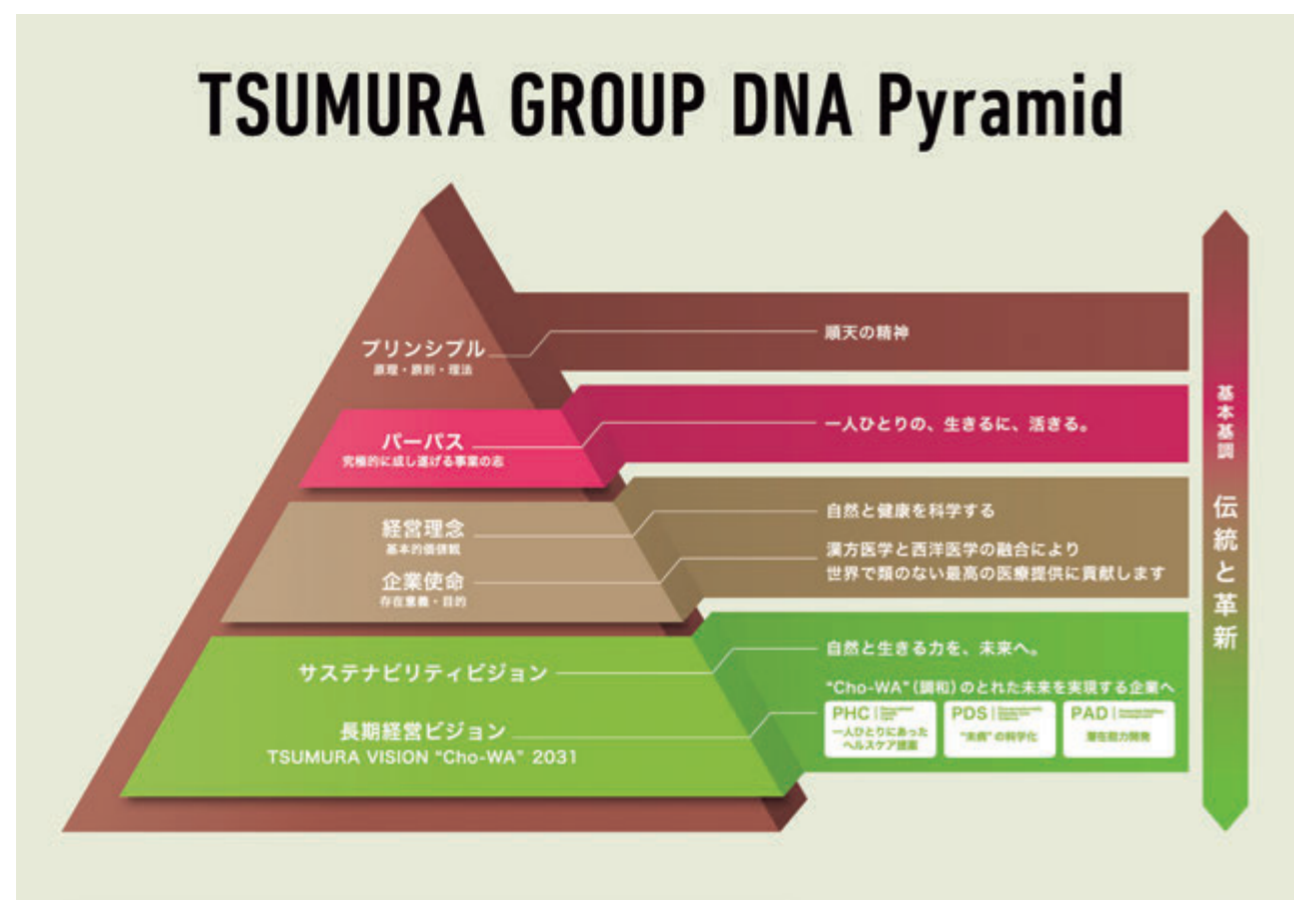 TSUMURA GROUP DNA Pyramid
プリンシプル
原理・原則・理法
順天の精神
パーパス
究極的に成し遂げる事業の志
一人ひとりの、生きるに、活きる。
経営理念
基本的価値観
自然と健康を科学する
企業使命
存在意義・目的
漢方医学と西洋医学の融合により
世界で類のない最高の医療提供に貢献します
サステナビリティビジョン
自然と生きる力を、未来へ。
長期経営ビジョン
TSUMURA VISION “Cho-WA” 2031
“Cho-WA”(調和)のとれた未来を実現する企業へ
PHC
一人ひとりにあった
ヘルスケア提案
PDS
“未病”の科学化
PAD
潜在能力開発
基本基調 伝統と革新